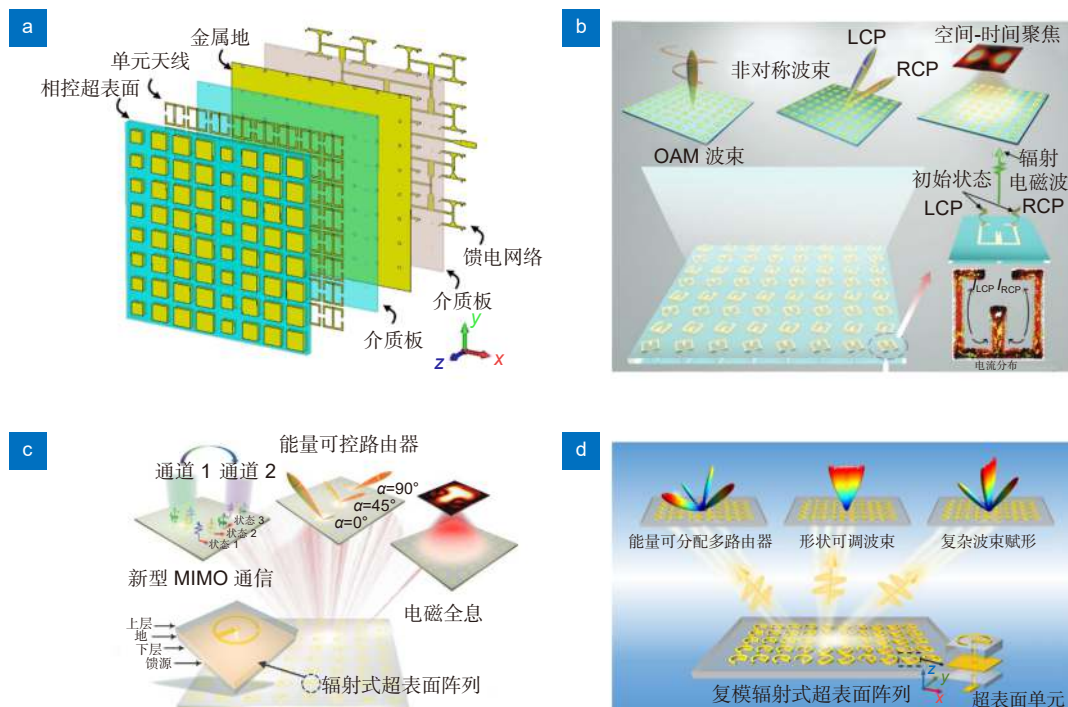 a
金属地
单元天线
相控超表面
馈电网络
介质板
介质板
y
z
x
b
LCP
空间-时间聚焦
非对称波束
RCP
OAM 波束
辐射
电磁波
初始状态
LCP
RCP
LCP
I
RCP
电流分布
c
能量可控路由器
通道 1 通道 2
α=90°
α=45°
α=0°
状态 3
状态 2
状态 1
新型 MIMO 通信
电磁全息
上层
地
下层
馈源
辐射式超表面阵列
d
能量可分配多路由器
形状可调波束
复杂波束赋形
z
y
x
复模辐射式超表面阵列
超表面单元